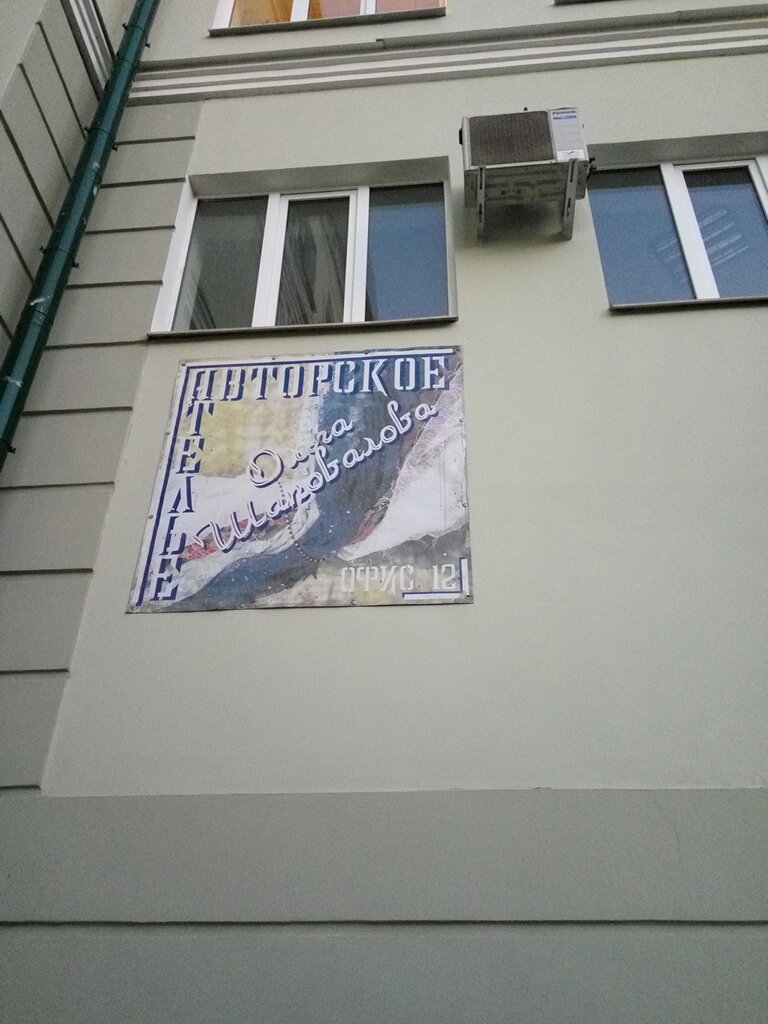 АВТОРСКОЕ
АТЕЛЬЕ
Ольга
Шаповалова
ОФИС 12